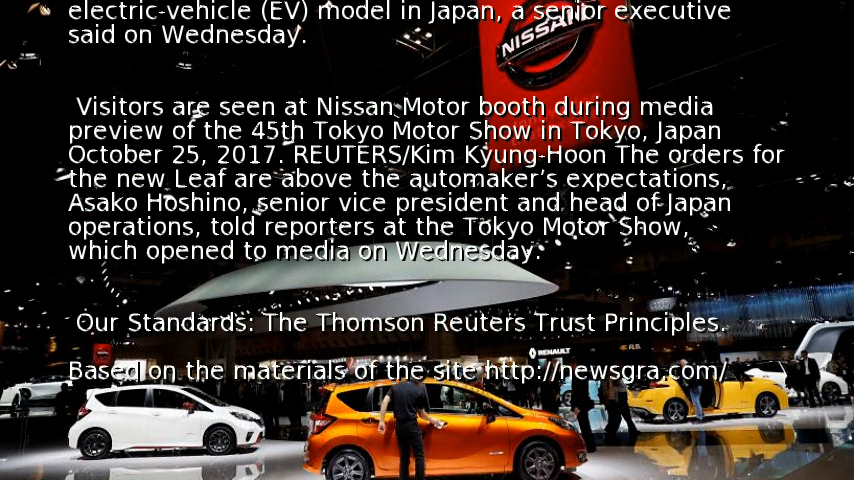 electric-vehicle (EV) model in Japan, a senior executive
said on Wednesday.
NISSAN
Visitors are seen at Nissan Motor booth during media
preview of the 45th Tokyo Motor Show in Tokyo, Japan
October 25, 2017. REUTERS/Kim Kyung-Hoon The orders for
the new Leaf are above the automaker’s expectations,
Asako Hoshino, senior vice president and head of Japan
operations, told reporters at the Tokyo Motor Show,
which opened to media on Wednesday.
Our Standards: The Thomson Reuters Trust Principles.
RENAULT
Based on the materials of the site http://newsgra.com/